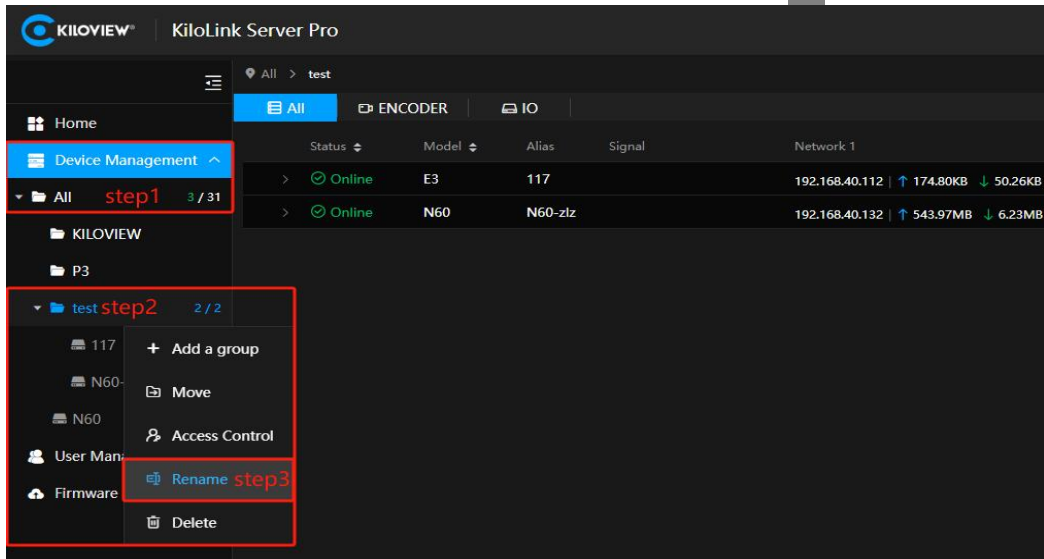 KILOVIEW® KiloLink Server Pro
All > test
All ENCODER IO
Home
Device Management
All step1 3 / 31
KILOVIEW
P3
test step2 2 / 2
117
N60-
N60
User Man
Firmware
+ Add a group
Move
Access Control
Rename step3
Delete
Status Model Alias Signal Network 1
> Online E3 117 192.168.40.112 | ↑ 174.80KB ↓ 50.26KB
> Online N60 N60-zlz 192.168.40.132 | ↑ 543.97MB ↓ 6.23MB